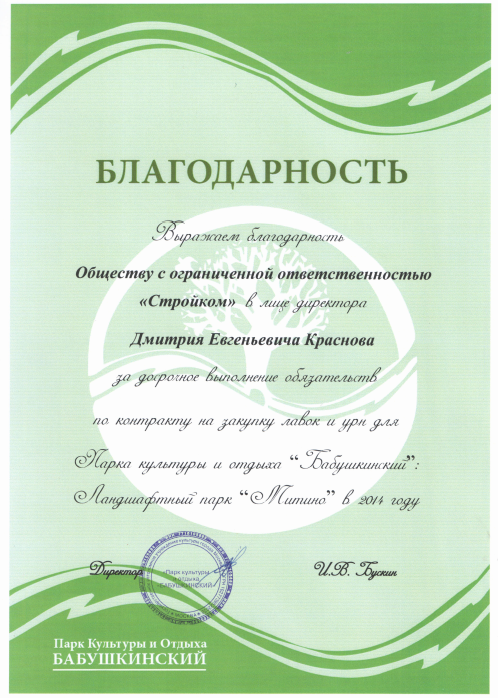 БЛАГОДАРНОСТЬ
Выражаем благодарность
Обществу с ограниченной ответственностью
«Стройком» в лице директора
Дмитрия Евгеньевича Краснова
за досрочное выполнение обязательств
по контракту на закупку лавок и урн для
Парка культуры и отдыха “Бабушкинский”:
Ландшафтный парк “Митино” в 2014 году
Директор
И.В. Бускин
«Парк культуры
и отдыха
«БАБУШКИНСКИЙ»
Парк Культуры и Отдыха
БАБУШКИНСКИЙ